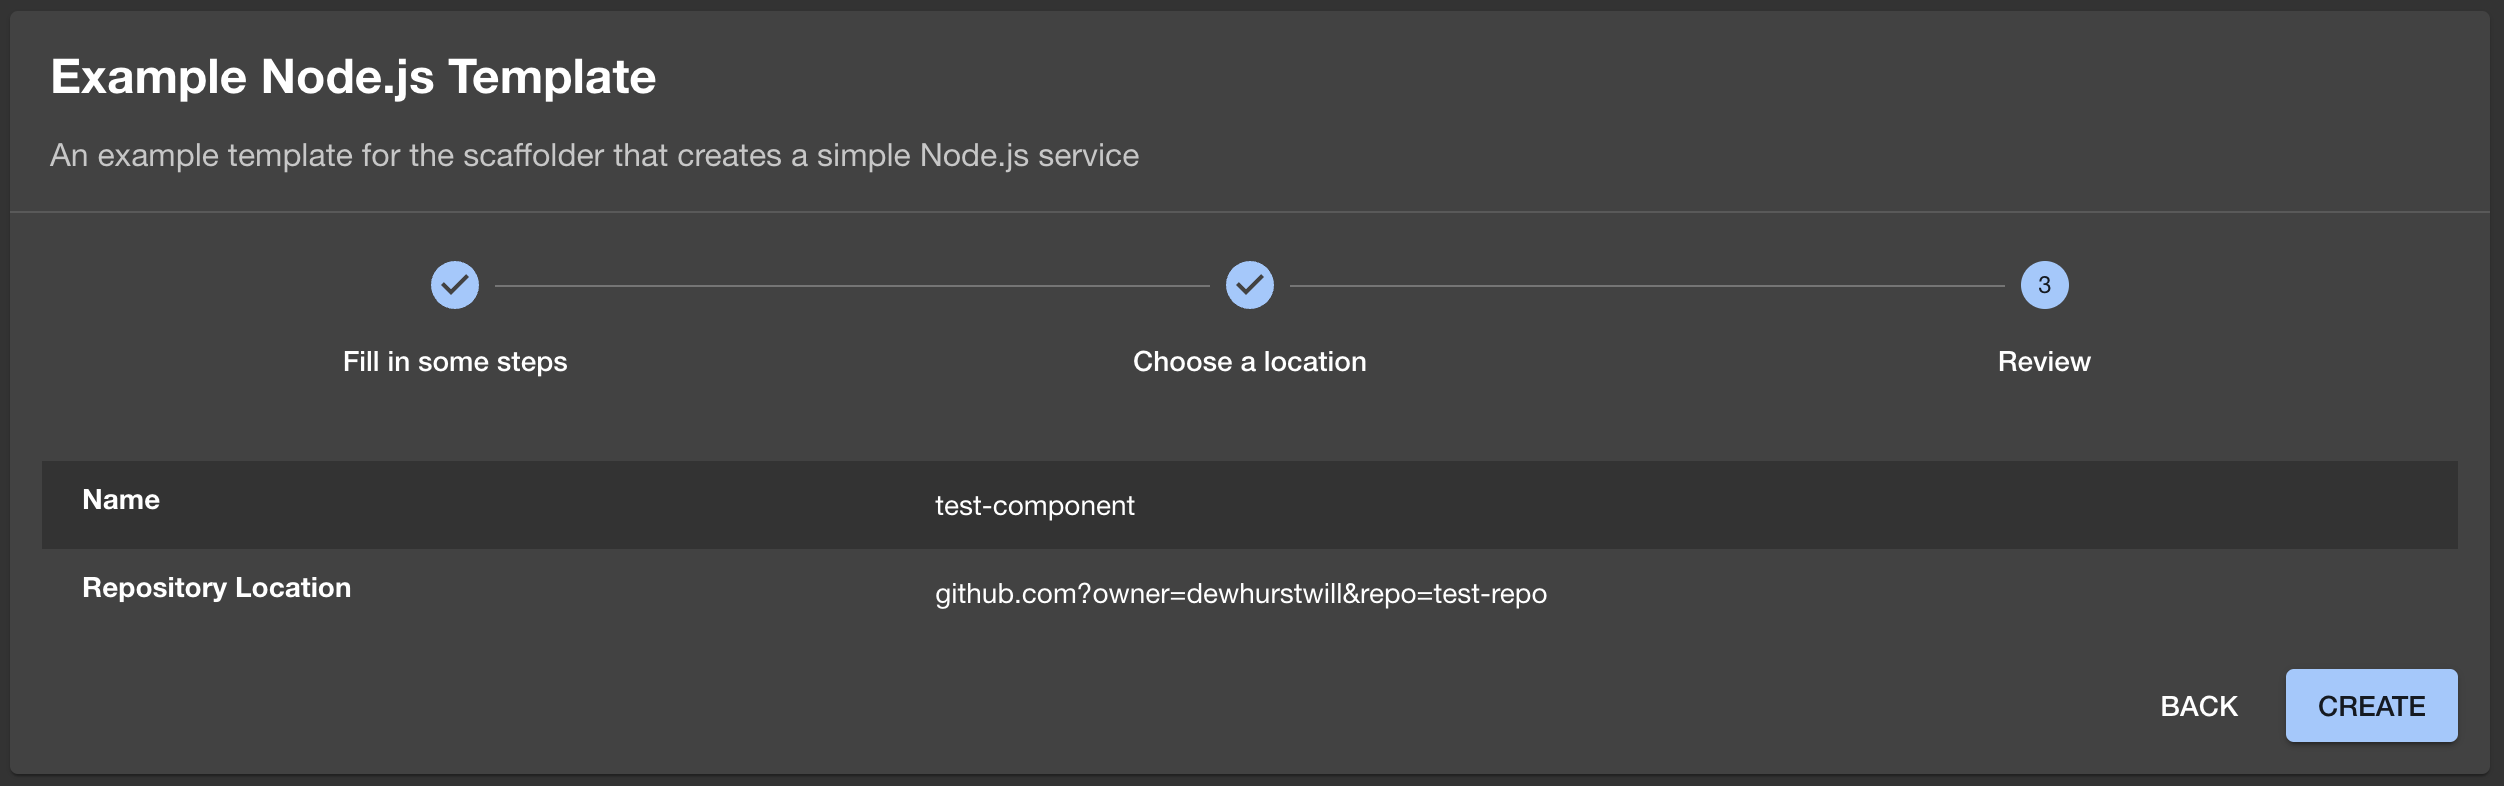 Example Node.js Template
An example template for the scaffolder that creates a simple Node.js service
3
Fill in some steps
Choose a location
Review
Name
test-component
Repository Location
github.com?owner=dewhurstwill&repo=test-repo
BACK
CREATE